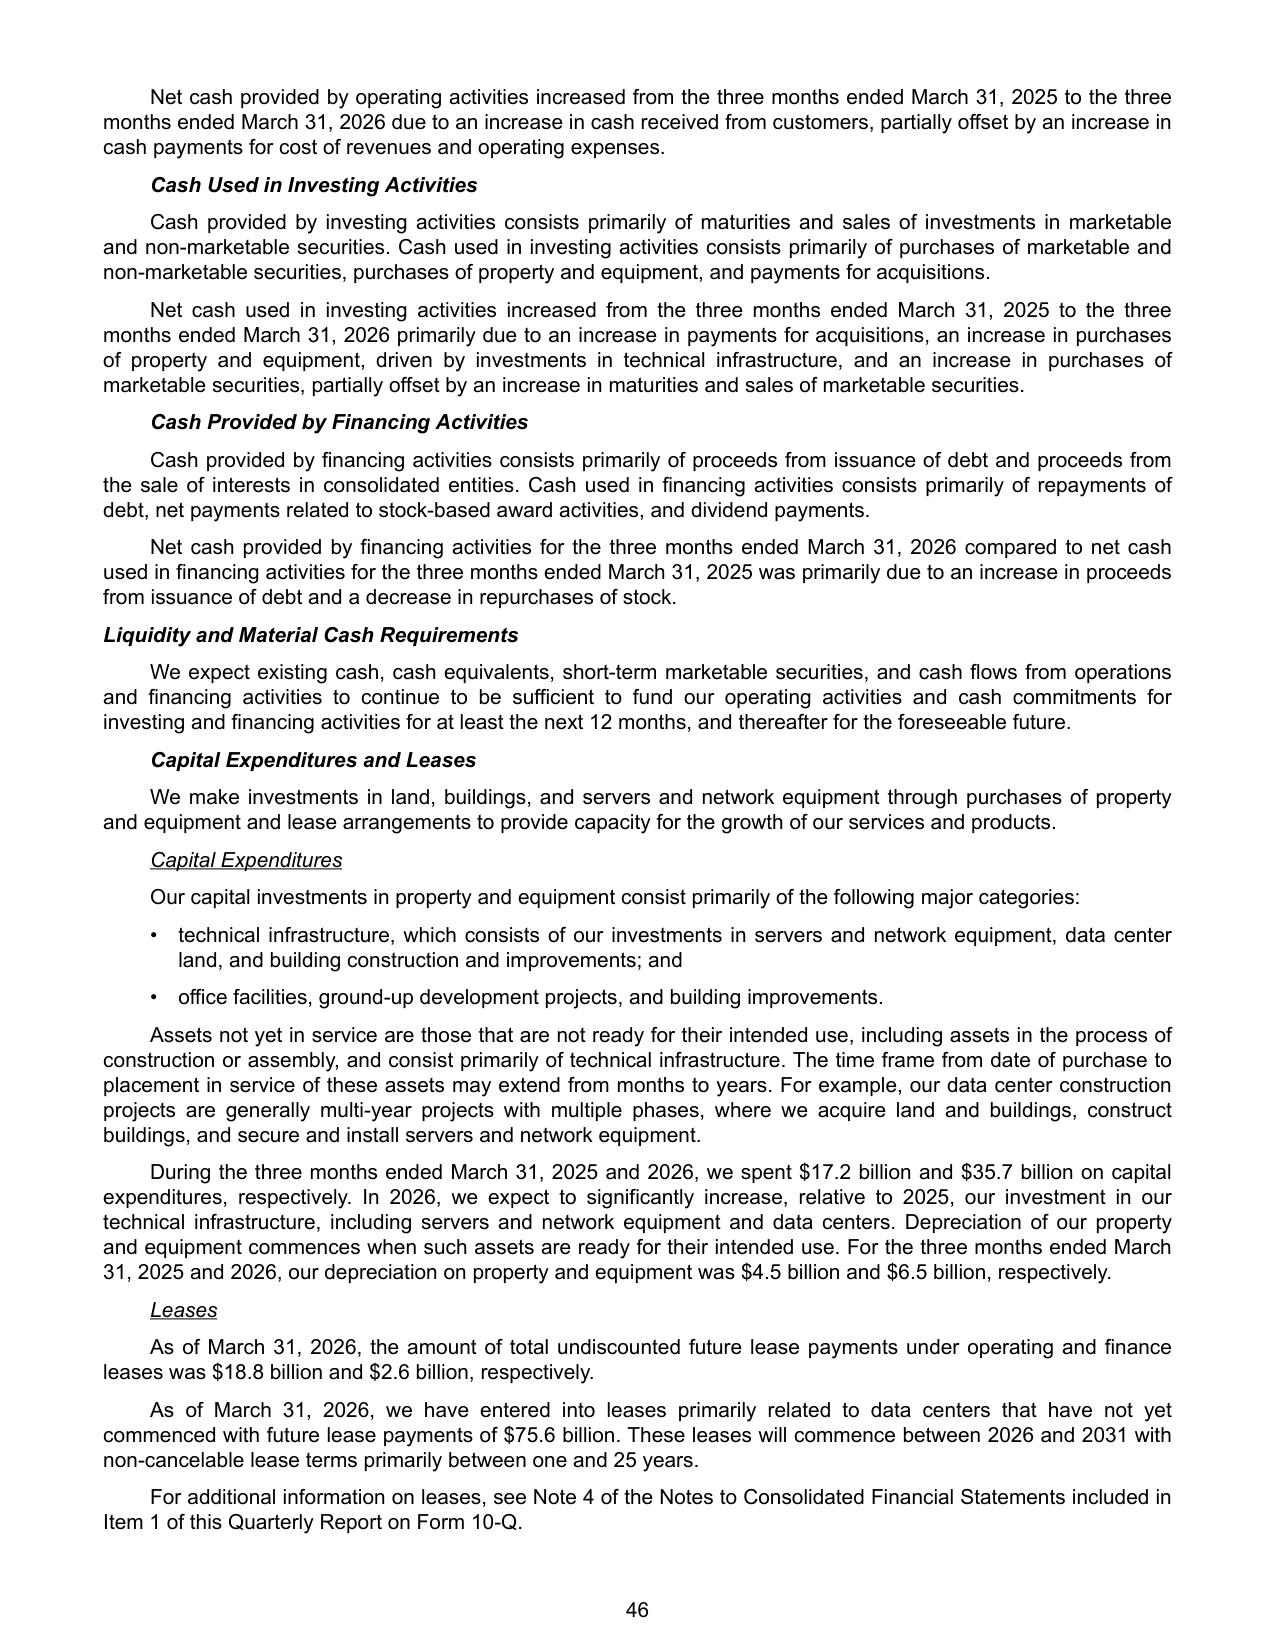 Net cash provided by operating activities increased from the three months ended March 31, 2025 to the three
months ended March 31, 2026 due to an increase in cash received from customers, partially offset by an increase in
cash payments for cost of revenues and operating expenses.
Cash Used in Investing Activities
Cash provided by investing activities consists primarily of maturities and sales of investments in marketable
and non-marketable securities. Cash used in investing activities consists primarily of purchases of marketable and
non-marketable securities, purchases of property and equipment, and payments for acquisitions.
Net cash used in investing activities increased from the three months ended March 31, 2025 to the three
months ended March 31, 2026 primarily due to an increase in payments for acquisitions, an increase in purchases
of property and equipment, driven by investments in technical infrastructure, and an increase in purchases of
marketable securities, partially offset by an increase in maturities and sales of marketable securities.
Cash Provided by Financing Activities
Cash provided by financing activities consists primarily of proceeds from issuance of debt and proceeds from
the sale of interests in consolidated entities. Cash used in financing activities consists primarily of repayments of
debt, net payments related to stock-based award activities, and dividend payments.
Net cash provided by financing activities for the three months ended March 31, 2026 compared to net cash
used in financing activities for the three months ended March 31, 2025 was primarily due to an increase in proceeds
from issuance of debt and a decrease in repurchases of stock.
Liquidity and Material Cash Requirements
We expect existing cash, cash equivalents, short-term marketable securities, and cash flows from operations
and financing activities to continue to be sufficient to fund our operating activities and cash commitments for
investing and financing activities for at least the next 12 months, and thereafter for the foreseeable future.
Capital Expenditures and Leases
We make investments in land, buildings, and servers and network equipment through purchases of property
and equipment and lease arrangements to provide capacity for the growth of our services and products.
Capital Expenditures
Our capital investments in property and equipment consist primarily of the following major categories:
• technical infrastructure, which consists of our investments in servers and network equipment, data center
land, and building construction and improvements; and
• office facilities, ground-up development projects, and building improvements.
Assets not yet in service are those that are not ready for their intended use, including assets in the process of
construction or assembly, and consist primarily of technical infrastructure. The time frame from date of purchase to
placement in service of these assets may extend from months to years. For example, our data center construction
projects are generally multi-year projects with multiple phases, where we acquire land and buildings, construct
buildings, and secure and install servers and network equipment.
During the three months ended March 31, 2025 and 2026, we spent $17.2 billion and $35.7 billion on capital
expenditures, respectively. In 2026, we expect to significantly increase, relative to 2025, our investment in our
technical infrastructure, including servers and network equipment and data centers. Depreciation of our property
and equipment commences when such assets are ready for their intended use. For the three months ended March
31, 2025 and 2026, our depreciation on property and equipment was $4.5 billion and $6.5 billion, respectively.
Leases
As of March 31, 2026, the amount of total undiscounted future lease payments under operating and finance
leases was $18.8 billion and $2.6 billion, respectively.
As of March 31, 2026, we have entered into leases primarily related to data centers that have not yet
commenced with future lease payments of $75.6 billion. These leases will commence between 2026 and 2031 with
non-cancelable lease terms primarily between one and 25 years.
For additional information on leases, see Note 4 of the Notes to Consolidated Financial Statements included in
Item 1 of this Quarterly Report on Form 10-Q.
46